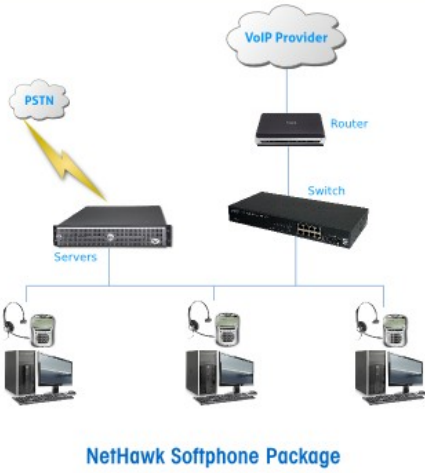 VoIP Provider
PSTN
Router
Switch
Servers
NetHawk Softphone Package